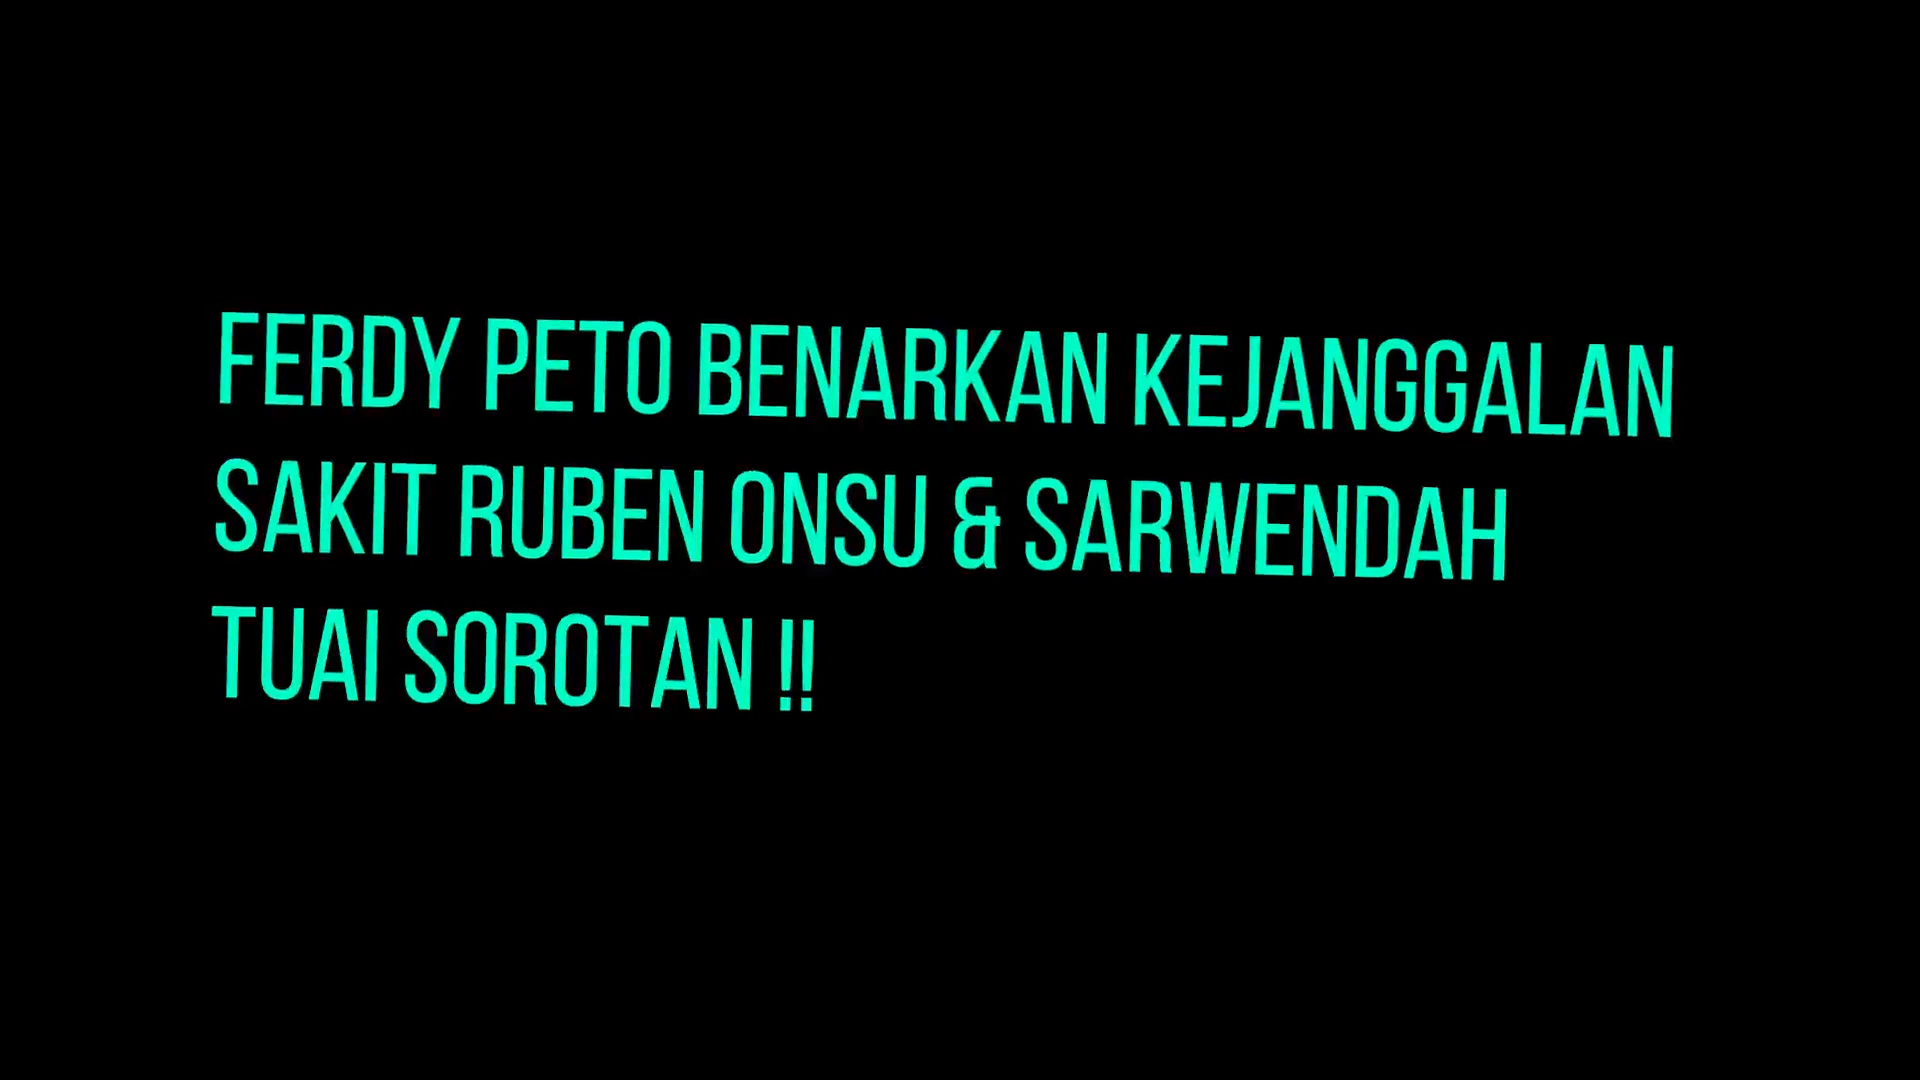 FERDY PETO BENARKAN KEJANGGALAN
SAKIT RUBEN ONSU & SARWENDAH
TUAI SOROTAN !!